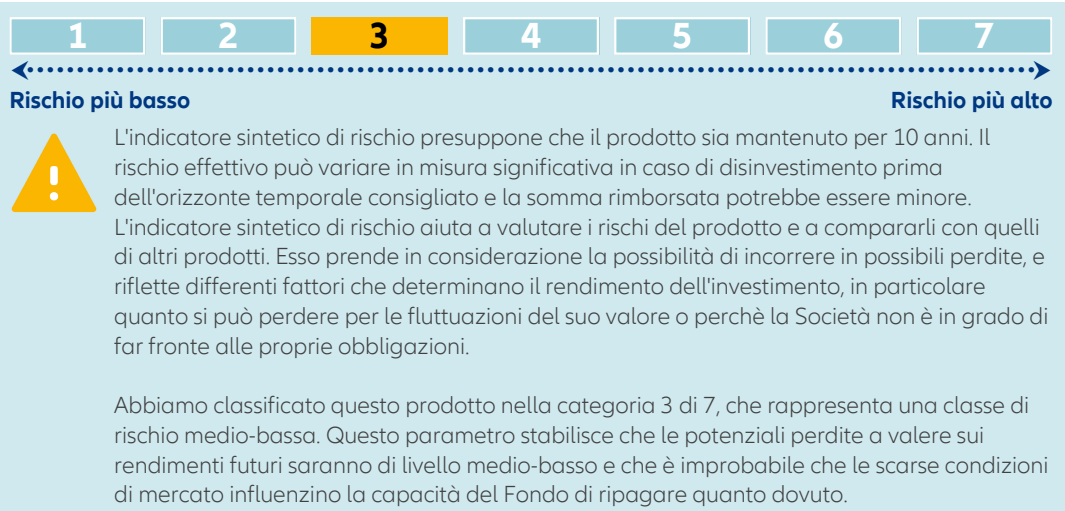 1 2 3 4 5 6 7
Rischio più basso Rischio più alto
L'indicatore sintetico di rischio presuppone che il prodotto sia mantenuto per 10 anni. Il
rischio effettivo può variare in misura significativa in caso di disinvestimento prima
dell'orizzonte temporale consigliato e la somma rimborsata potrebbe essere minore.
L'indicatore sintetico di rischio aiuta a valutare i rischi del prodotto e a compararli con quelli
di altri prodotti. Esso prende in considerazione la possibilità di incorrere in possibili perdite, e
riflette differenti fattori che determinano il rendimento dell'investimento, in particolare
quanto si può perdere per le fluttuazioni del suo valore o perchè la Società non è in grado di
far fronte alle proprie obbligazioni.
Abbiamo classificato questo prodotto nella categoria 3 di 7, che rappresenta una classe di
rischio medio-bassa. Questo parametro stabilisce che le potenziali perdite a valere sui
rendimenti futuri saranno di livello medio-basso e che è improbabile che le scarse condizioni
di mercato influenzino la capacità del Fondo di ripagare quanto dovuto.